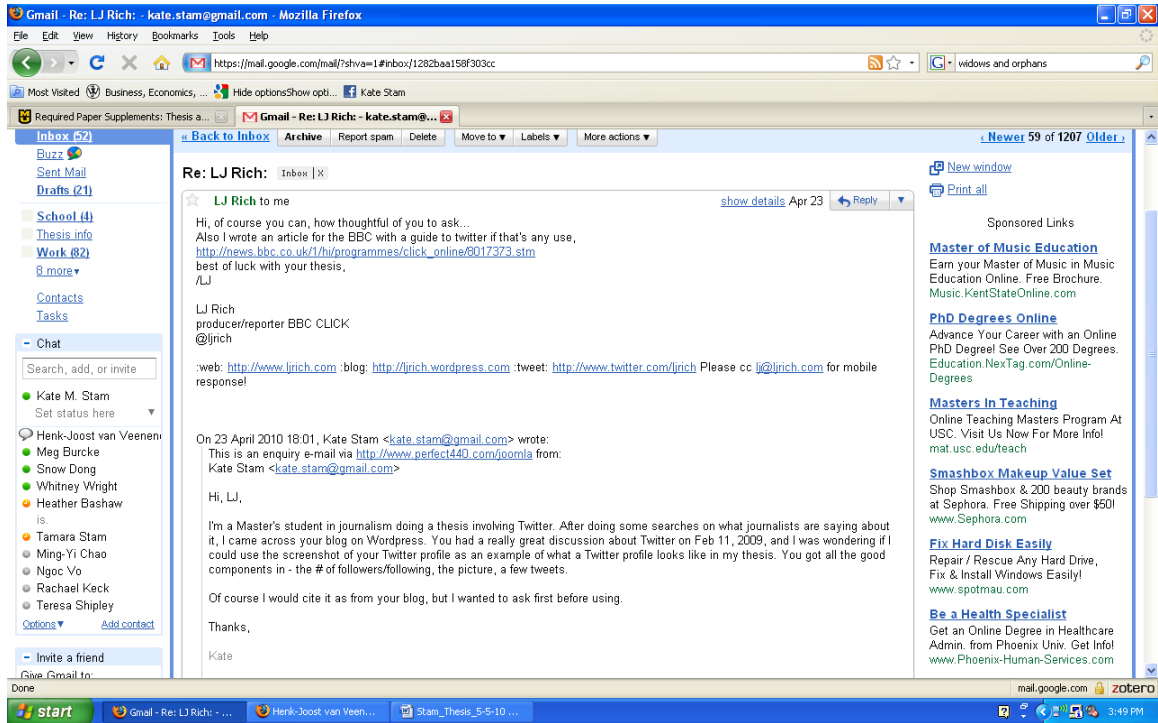 Gmail - Re: LJ Rich: - kate.stam@gmail.com - Mozilla Firefox
File Edit View History Bookmarks Tools Help
https://mail.google.com/mail/?shva=1#inbox/1282baa158f303cc
widows and orphans
Most Visited Business, Econo
omics, ... Hide optionsShow opti... Kate Stam
Required Paper Supplements: Thesis a... Gmail - Re: LJ Rich: - kate.stam@...
Inbox (52)
Buzz
Sent Mail
Drafts (21)
School (4)
Thesis info
Work (82)
8 more▾
Contacts
Tasks
– Chat
Search, add, or invite
Kate M. Stam
Set status here
Henk-Joost van Veenen
Meg Burcke
Snow Dong
Whitney Wright
Heather Bashaw
is.
Tamara Stam
Ming-Yi Chao
Ngoc Vo
Rachael Keck
Teresa Shipley
Options▾ Add contact
– Invite a friend
Give Gmail to:
« Back to Inbox Archive Report spam Delete Move to ▾ Labels ▾ More actions ▾ ‹ Newer 59 of 1207 Older ›
Re: LJ Rich: Inbox | X
LJ Rich to me show details Apr 23 Reply ▾
Hi, of course you can, how thoughtful of you to ask...
Also I wrote an article for the BBC with a guide to twitter if that's any use,
http://news.bbc.co.uk/1/hi/programmes/click_online/8017373.stm
best of luck with your thesis,
/LJ
LJ Rich
producer/reporter BBC CLICK
@ljrich
:web: http://www.ljrich.com :blog: http://ljrich.wordpress.com :tweet: http://www.twitter.com/ljrich Please cc lj@ljrich.com for mobile
response!
On 23 April 2010 18:01, Kate Stam <kate.stam@gmail.com> wrote:
This is an enquiry e-mail via http://www.perfect440.com/joomla from:
Kate Stam <kate.stam@gmail.com>
Hi, LJ,
I'm a Master's student in journalism doing a thesis involving Twitter. After doing some searches on what journalists are saying about
it, I came across your blog on Wordpress. You had a really great discussion about Twitter on Feb 11, 2009, and I was wondering if I
could use the screenshot of your Twitter profile as an example of what a Twitter profile looks like in my thesis. You got all the good
components in - the # of followers/following, the picture, a few tweets.
Of course I would cite it as from your blog, but I wanted to ask first before using.
Thanks,
Kate
New window
Print all
Sponsored Links
Master of Music Education
Earn your Master of Music in Music
Education Online. Free Brochure.
Music.KentStateOnline.com
PhD Degrees Online
Advance Your Career with an Online
PhD Degree! See Over 200 Degrees.
Education.NexTag.com/Online-
Degrees
Masters In Teaching
Online Teaching Masters Program At
USC. Visit Us Now For More Info!
mat.usc.edu/teach
Smashbox Makeup Value Set
Shop Smashbox & 200 beauty brands
at Sephora. Free Shipping over $50!
www.Sephora.com
Fix Hard Disk Easily
Repair / Rescue Any Hard Drive,
Fix & Install Windows Easily!
www.spotmau.com
Be a Health Specialist
Get an Online Degree in Healthcare
Admin. from Phoenix Univ. Get Info!
www.Phoenix-Human-Services.com
Done mail.google.com zotero
start Gmail - Re: LJ Rich: - ... Henk-Joost van Veen... Stam_Thesis_5-5-10 ... 3:49 PM